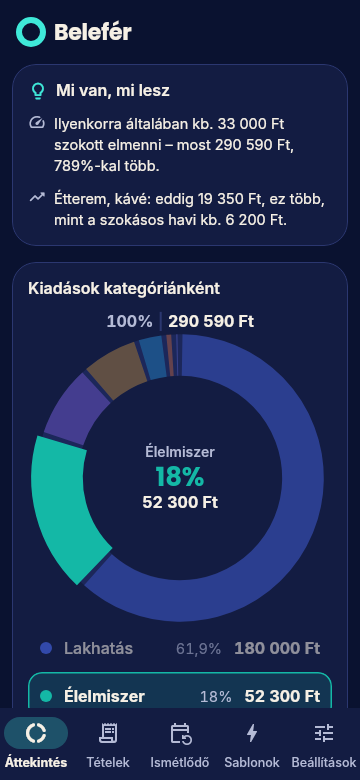 Belefér
Mi van, mi lesz
Ilyenkorra általában kb. 33 000 Ft
szokott elmenni – most 290 590 Ft,
789%-kal több.
Étterem, kávé: eddig 19 350 Ft, ez több,
mint a szokásos havi kb. 6 200 Ft.
Kiadások kategóriánként
100% 290 590 Ft
Élelmiszer
18%
52 300 Ft
Lakhatás 61,9% 180 000 Ft
Élelmiszer 18% 52 300 Ft
Áttekintés Tételek Ismétlődő Sablonok Beállítások